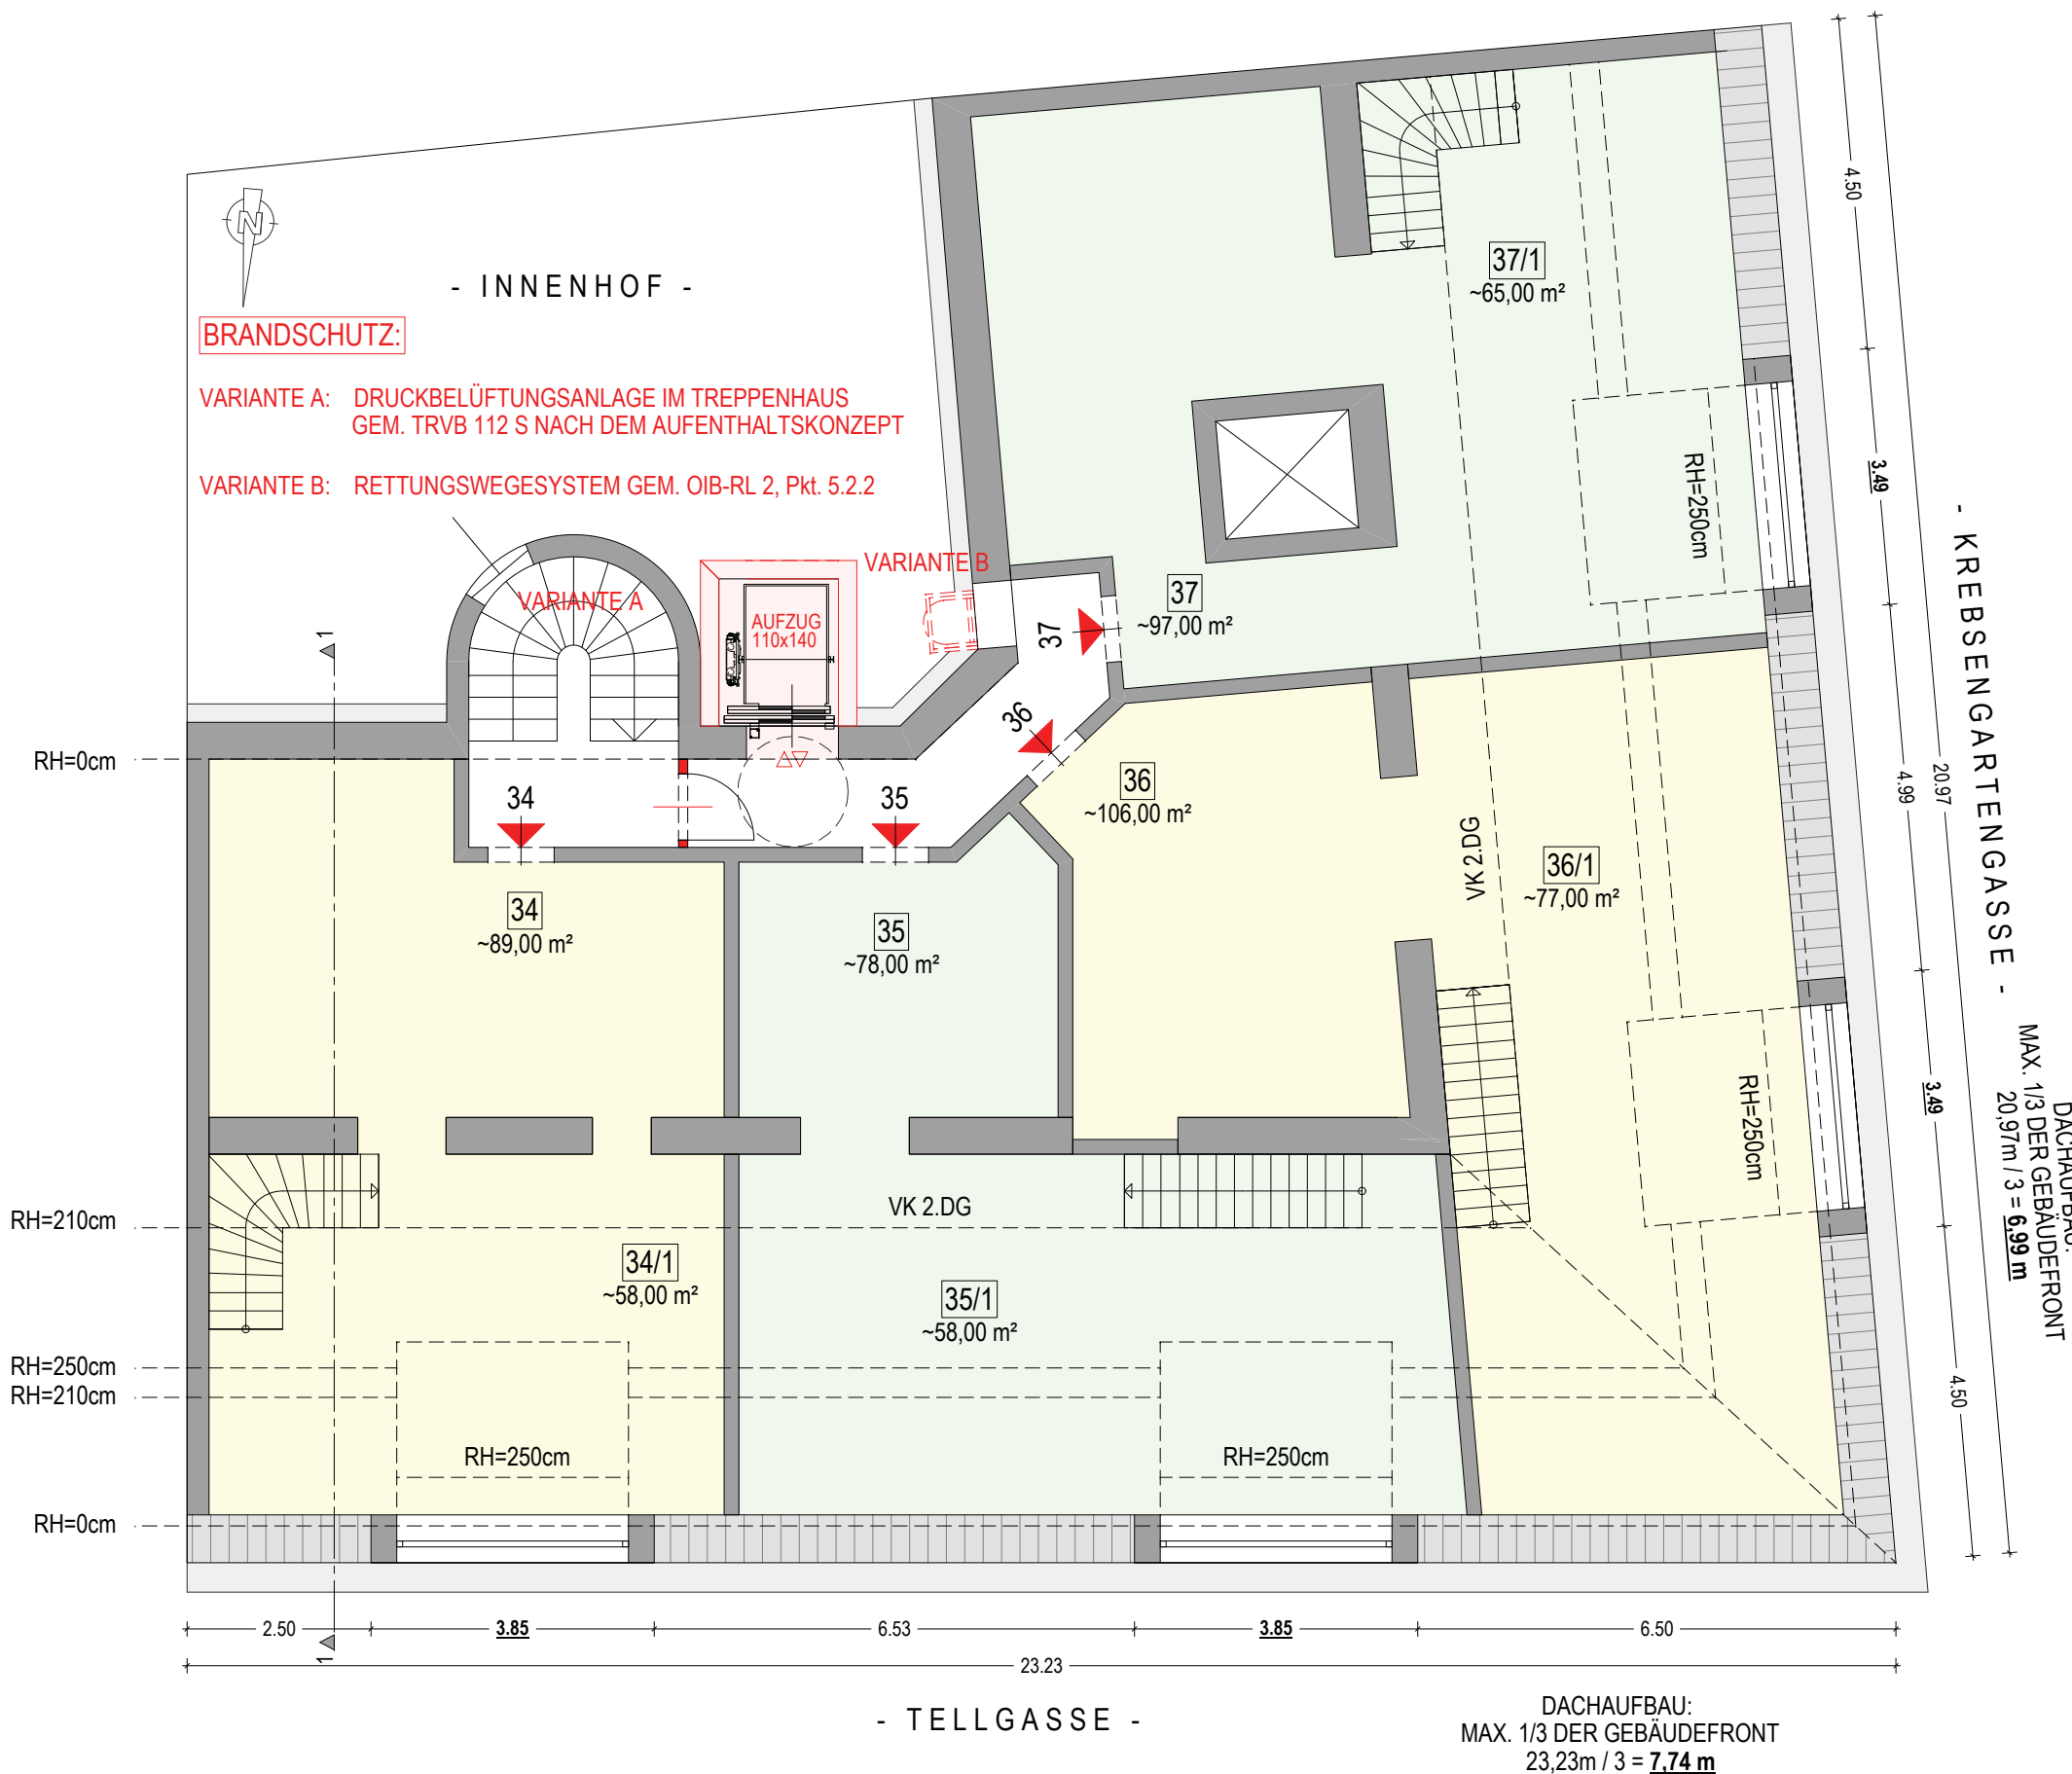 N
- INNENHOF -
BRANDSCHUTZ:
VARIANTE A: DRUCKBELÜFTUNGSANLAGE IM TREPPENHAUS
GEM. TRVB 112 S NACH DEM AUFENTHALTSKONZEPT
VARIANTE B: RETTUNGSWEGESYSTEM GEM. OIB-RL 2, Pkt. 5.2.2
VARIANTE A
VARIANTE B
AUFZUG
110x140
37/1
~65,00 m²
RH=250cm
37
37
~97,00 m²
36
36
~106,00 m²
36/1
~77,00 m²
VK 2.DG
RH=250cm
34
34
~89,00 m²
35
35
~78,00 m²
VK 2.DG
34/1
~58,00 m²
35/1
~58,00 m²
RH=250cm
RH=250cm
RH=0cm
RH=210cm
RH=250cm
RH=210cm
RH=0cm
1
1
2.50
3.85
6.53
3.85
6.50
23.23
- TELLGASSE -
DACHAUFBAU:
MAX. 1/3 DER GEBÄUDEFRONT
23,23m / 3 = 7,74 m
4.50
3.49
4.99
3.49
4.50
20.97
- KREBSENGARTENGASSE -
DACHAUFBAU:
MAX. 1/3 DER GEBÄUDEFRONT
20,97m / 3 = 6,99 m